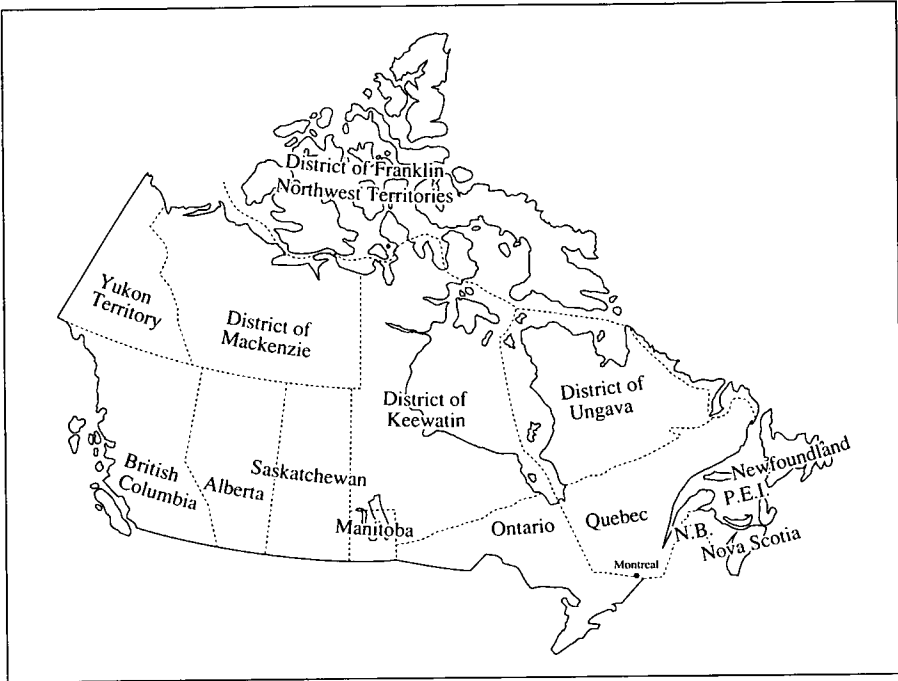 District of Franklin
Northwest Territories
Yukon
Territory
District of
Mackenzie
District of
Keewatin
District of
Ungava
British
Columbia
Alberta
Saskatchewan
Manitoba
Ontario
Quebec
Newfoundland
P.E.I.
N.B.
Nova Scotia
Montreal